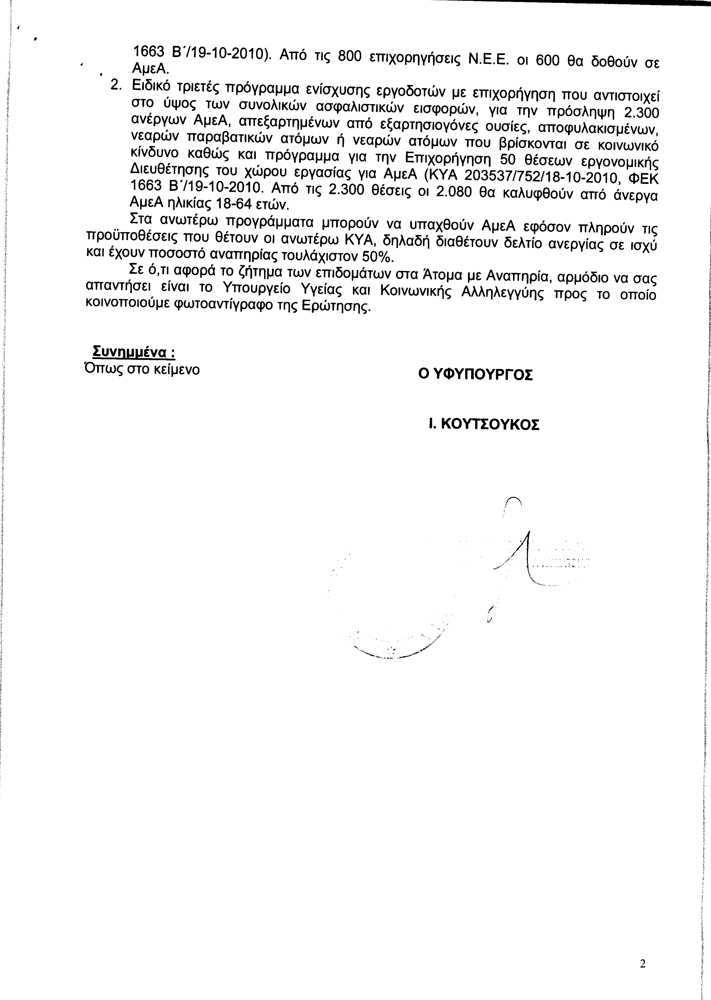 1663 Β΄/19-10-2010). Από τις 800 επιχορηγήσεις Ν.Ε.Ε. οι 600 θα δοθούν σε
ΑμεΑ.
2. Ειδικό τριετές πρόγραμμα ενίσχυσης εργοδοτών με επιχορήγηση που αντιστοιχεί
στο ύψος των συνολικών ασφαλιστικών εισφορών, για την πρόσληψη 2.300
ανέργων ΑμεΑ, απεξαρτημένων από εξαρτησιογόνες ουσίες, αποφυλακισμένων,
νεαρών παραβατικών ατόμων ή νεαρών ατόμων που βρίσκονται σε κοινωνικό
κίνδυνο καθώς και πρόγραμμα για την Επιχορήγηση 50 θέσεων εργονομικής
Διευθέτησης του χώρου εργασίας για ΑμεΑ (ΚΥΑ 203537/752/18-10-2010, ΦΕΚ
1663 Β΄/19-10-2010. Από τις 2.300 θέσεις οι 2.080 θα καλυφθούν από άνεργα
ΑμεΑ ηλικίας 18-64 ετών.
Στα ανωτέρω προγράμματα μπορούν να υπαχθούν ΑμεΑ εφόσον πληρούν τις
προϋποθέσεις που θέτουν οι ανωτέρω ΚΥΑ, δηλαδή διαθέτουν δελτίο ανεργίας σε ισχύ
και έχουν ποσοστό αναπηρίας τουλάχιστον 50%.
Σε ό,τι αφορά το ζήτημα των επιδομάτων στα Άτομα με Αναπηρία, αρμόδιο να σας
απαντήσει είναι το Υπουργείο Υγείας και Κοινωνικής Αλληλεγγύης προς το οποίο
κοινοποιούμε φωτοαντίγραφο της Ερώτησης.
Συνημμένα :
Όπως στο κείμενο
Ο ΥΦΥΠΟΥΡΓΟΣ
Ι. ΚΟΥΤΣΟΥΚΟΣ
2